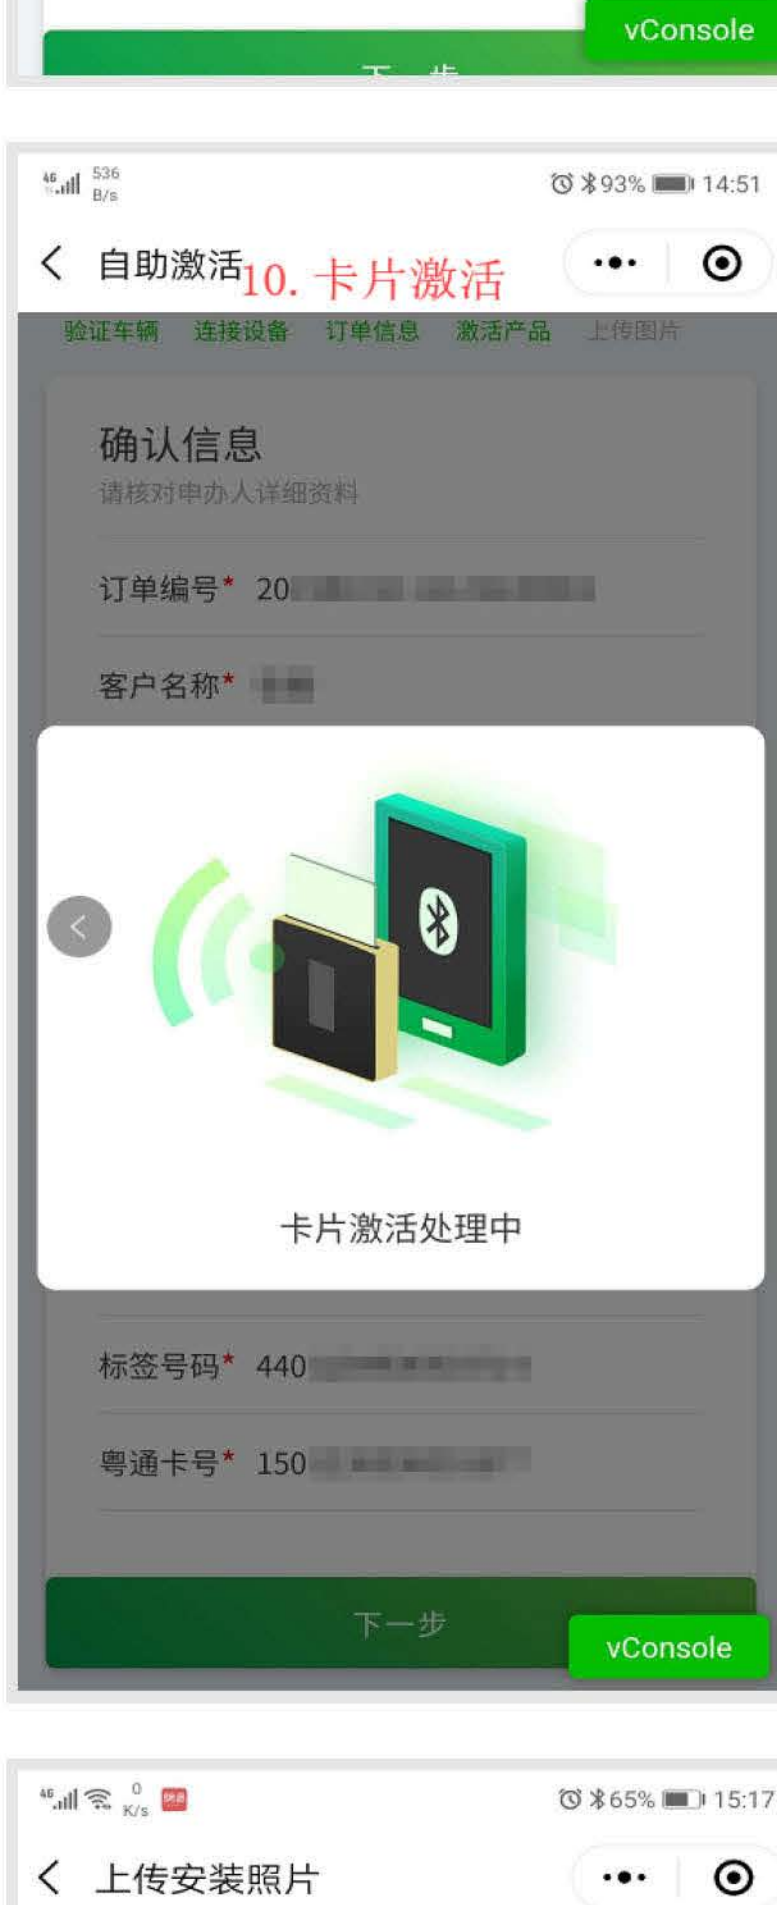 vConsole
下一步
4G 536 B/s 93% 14:51
自助激活
10. 卡片激活
验证车辆 连接设备 订单信息 激活产品 上传图片
确认信息
请核对申办人详细资料
订单编号* 20
客户名称*
卡片激活处理中
标签号码* 440
粤通卡号* 150
下一步
vConsole
4G 0 K/s 65% 15:17
上传安装照片